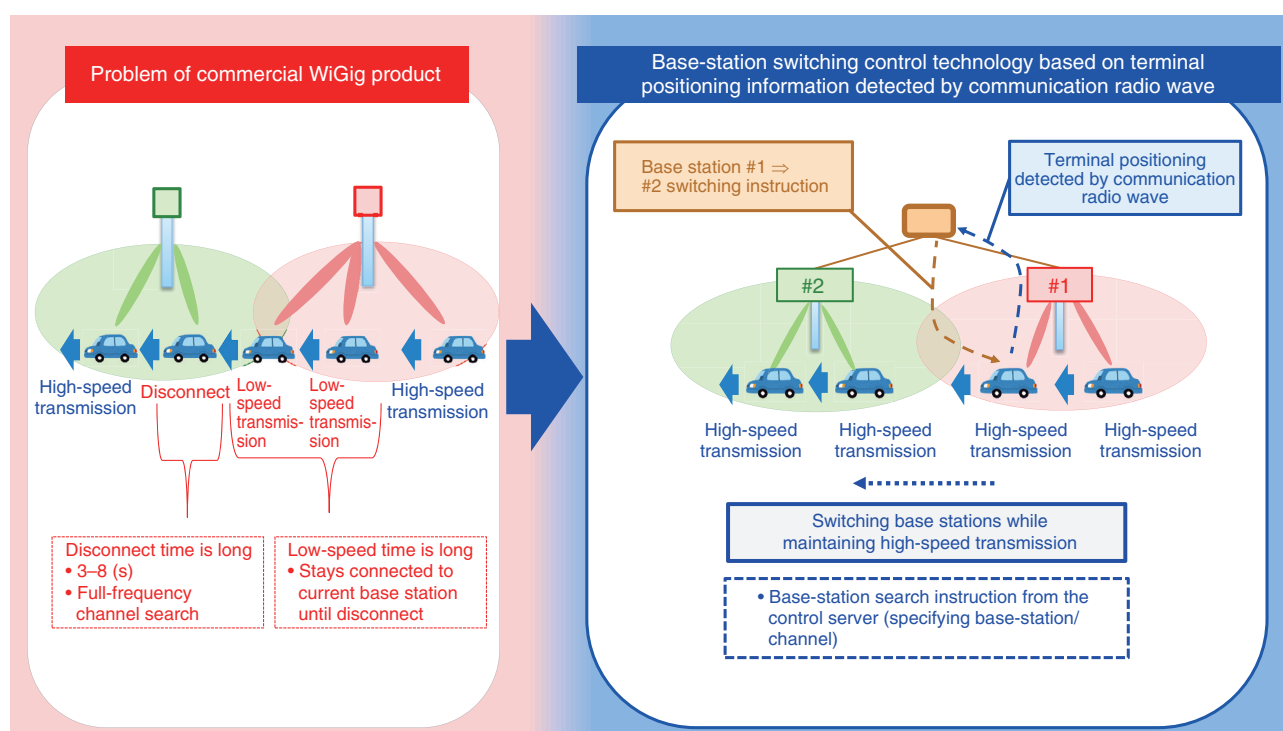 Problem of commercial WiGig product
High-speed
transmission
Disconnect
Low-
speed
transmis-
sion
Low-
speed
transmis-
sion
High-speed
transmission
Disconnect time is long
• 3–8 (s)
• Full-frequency
channel search
Low-speed time is long
• Stays connected to
current base station
until disconnect
Base-station switching control technology based on terminal
positioning information detected by communication radio wave
Base station #1 ⇒
#2 switching instruction
Terminal positioning
detected by communication
radio wave
#2
#1
High-speed
transmission
High-speed
transmission
High-speed
transmission
High-speed
transmission
Switching base stations while
maintaining high-speed transmission
• Base-station search instruction from the
control server (specifying base-station/
channel)